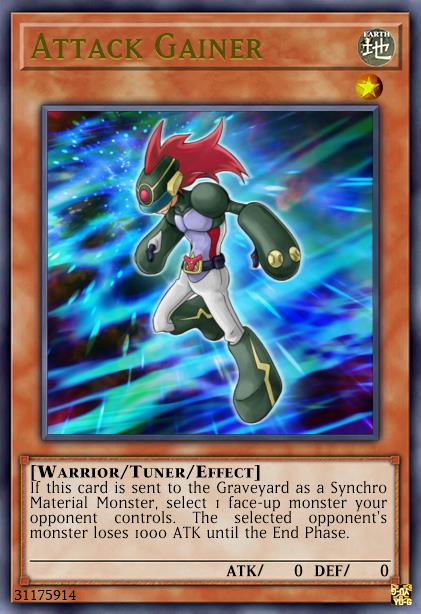 ATTACK GAINER
EARTH
地
[WARRIOR/TUNER/EFFECT]
If this card is sent to the Graveyard as a Synchro
Material Monster, select 1 face-up monster your
opponent controls. The selected opponent's
monster loses 1000 ATK until the End Phase.
ATK/ 0 DEF/ 0
31175914